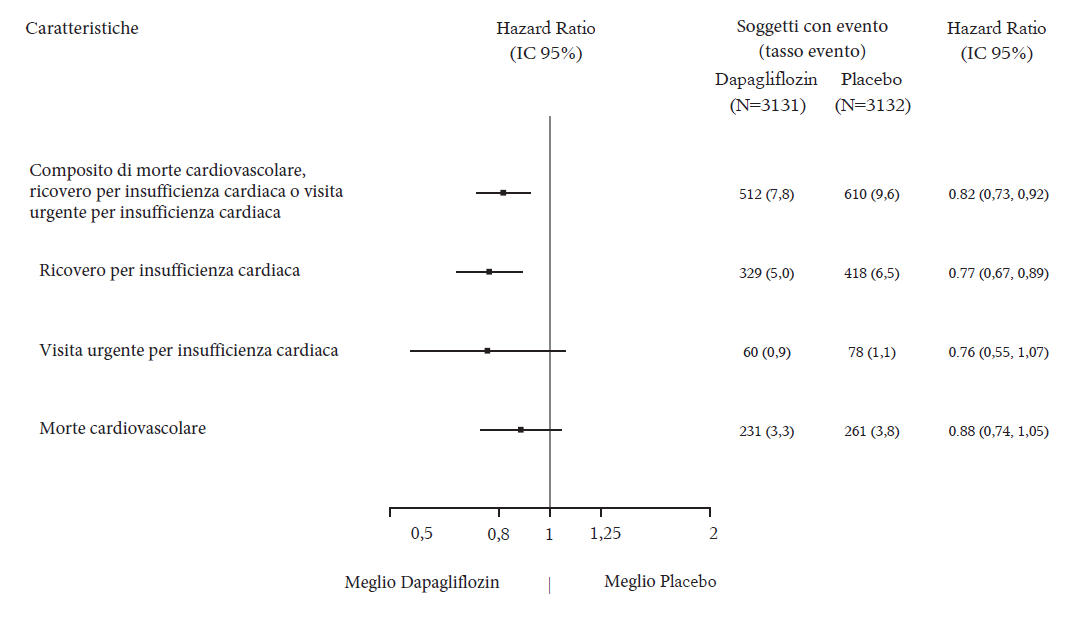 Caratteristiche
Hazard Ratio
(IC 95%)
Soggetti con evento
(tasso evento)
Hazard Ratio
(IC 95%)
Dapagliflozin
(N=3131)
Placebo
(N=3132)
Composito di morte cardiovascolare,
ricovero per insufficienza cardiaca o visita
urgente per insufficienza cardiaca
512 (7,8)
610 (9,6)
0.82 (0,73, 0,92)
Ricovero per insufficienza cardiaca
329 (5,0)
418 (6,5)
0.77 (0,67, 0,89)
Visita urgente per insufficienza cardiaca
60 (0,9)
78 (1,1)
0.76 (0,55, 1,07)
Morte cardiovascolare
231 (3,3)
261 (3,8)
0.88 (0,74, 1,05)
0,5 0,8 1 1,25 2
Meglio Dapagliflozin | Meglio Placebo